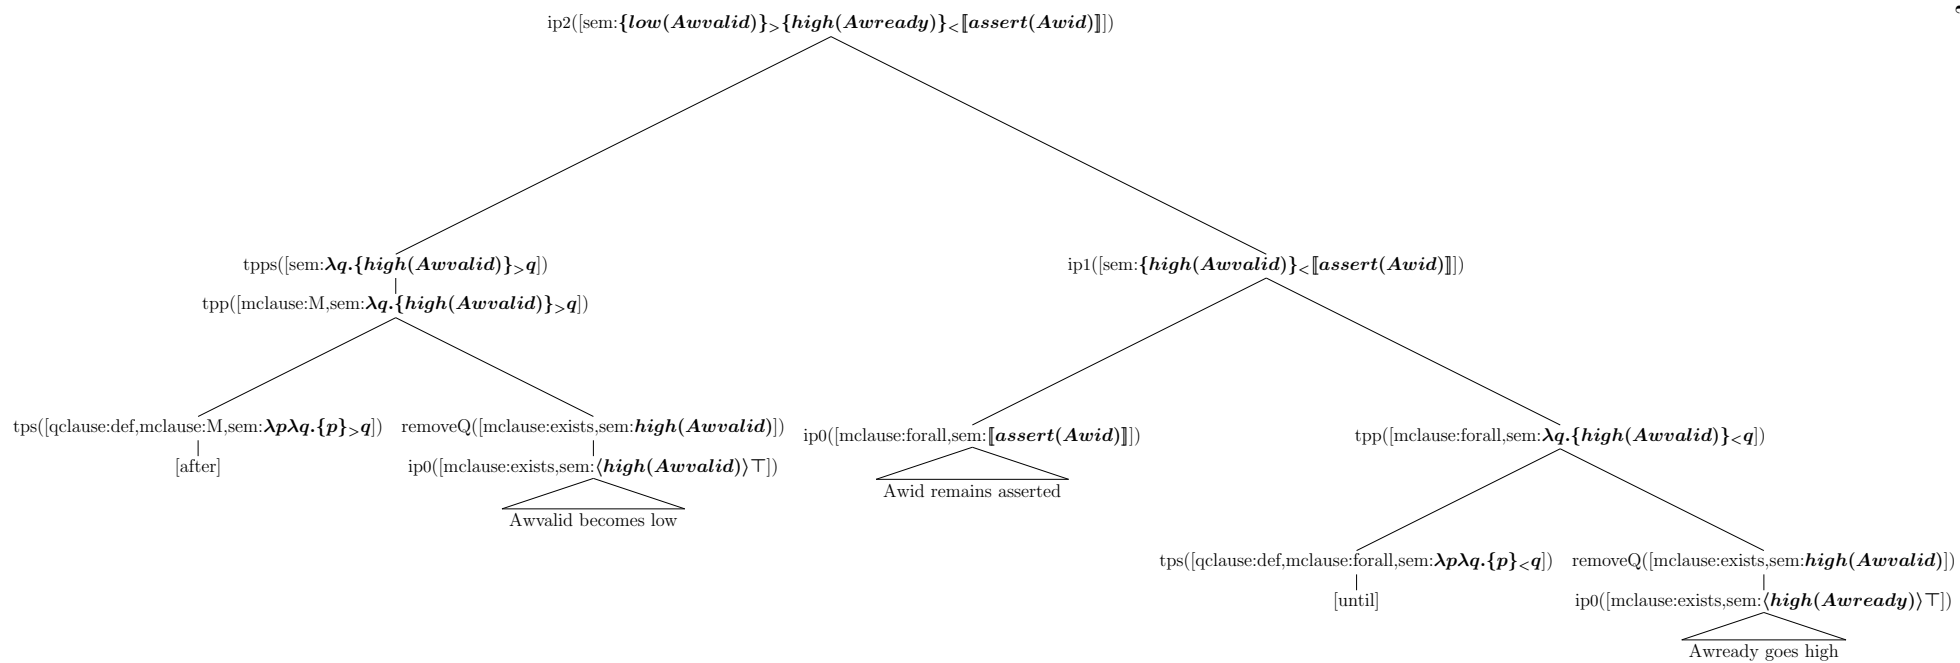 ip2([sem:{low(Awvalid)}>{high(Awready)}<⟦assert(Awid)⟧])
tpps([sem:λq.{high(Awvalid)}>q])
ip1([sem:{high(Awvalid)}<⟦assert(Awid)⟧])
tpp([mclause:M,sem:λq.{high(Awvalid)}>q])
tps([qclause:def,mclause:M,sem:λpλq.{p}>q])
removeQ([mclause:exists,sem:high(Awvalid)])
ip0([mclause:forall,sem:⟦assert(Awid)⟧])
tpp([mclause:forall,sem:λq.{high(Awvalid)}<q])
[after]
ip0([mclause:exists,sem:⟨high(Awvalid)⟩⊤])
Awid remains asserted
Awvalid becomes low
tps([qclause:def,mclause:forall,sem:λpλq.{p}<q])
removeQ([mclause:exists,sem:high(Awvalid)])
[until]
ip0([mclause:exists,sem:⟨high(Awready)⟩⊤])
Awready goes high